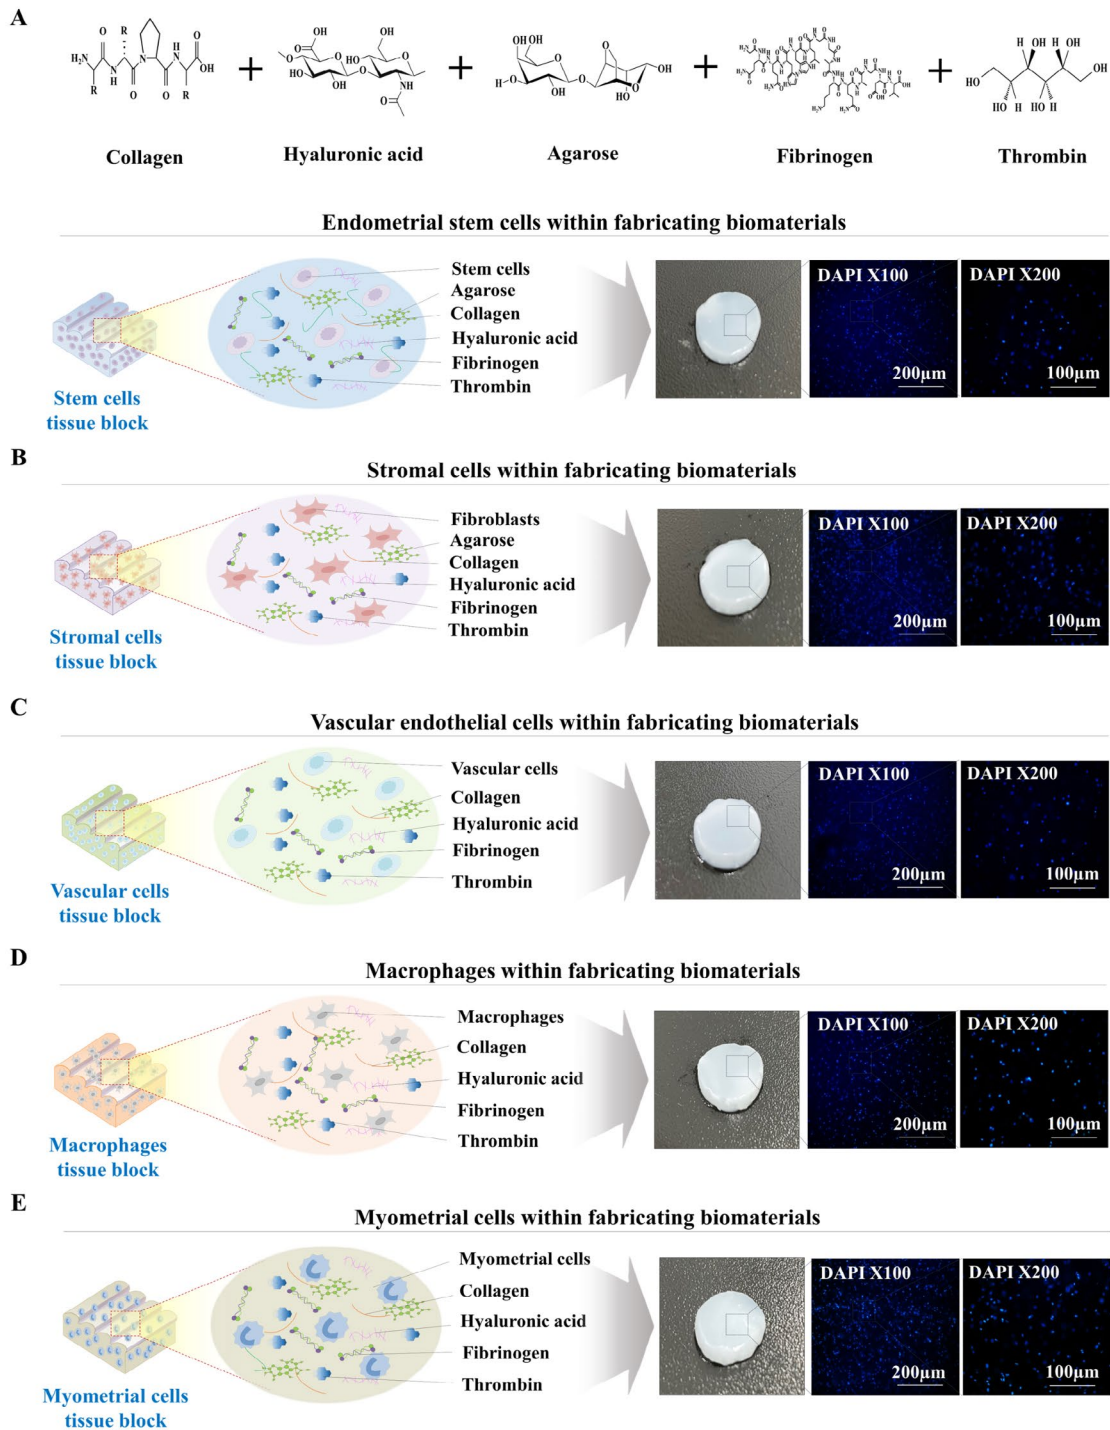 A
Collagen
Hyaluronic acid
Agarose
Fibrinogen
Thrombin
Endometrial stem cells within fabricating biomaterials
Stem cells
tissue block
Stem cells
Agarose
Collagen
Hyaluronic acid
Fibrinogen
Thrombin
DAPI X100
200μm
DAPI X200
100μm
B
Stromal cells within fabricating biomaterials
Stromal cells
tissue block
Fibroblasts
Agarose
Collagen
Hyaluronic acid
Fibrinogen
Thrombin
DAPI X100
200μm
DAPI X200
100μm
C
Vascular endothelial cells within fabricating biomaterials
Vascular cells
tissue block
Vascular cells
Collagen
Hyaluronic acid
Fibrinogen
Thrombin
DAPI X100
200μm
DAPI X200
100μm
D
Macrophages within fabricating biomaterials
Macrophages
tissue block
Macrophages
Collagen
Hyaluronic acid
Fibrinogen
Thrombin
DAPI X100
200μm
DAPI X200
100μm
E
Myometrial cells within fabricating biomaterials
Myometrial cells
tissue block
Myometrial cells
Collagen
Hyaluronic acid
Fibrinogen
Thrombin
DAPI X100
200μm
DAPI X200
100μm